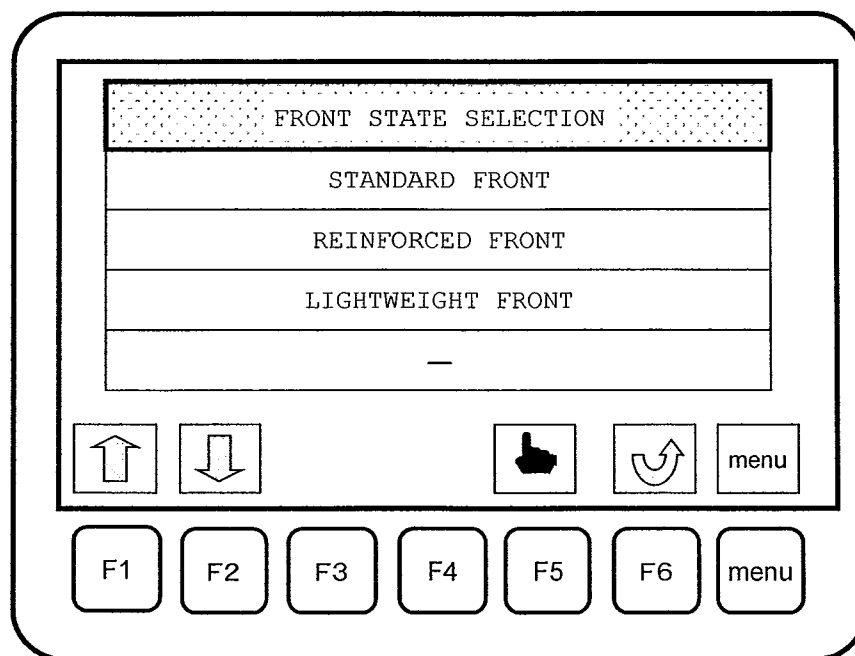 FRONT STATE SELECTION
STANDARD FRONT
REINFORCED FRONT
LIGHTWEIGHT FRONT
—
menu
F1 F2 F3 F4 F5 F6 menu